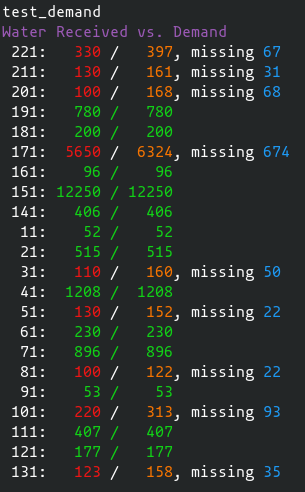 test_demand
Water Received vs. Demand
221: 330 / 397, missing 67
211: 130 / 161, missing 31
201: 100 / 168, missing 68
191: 780 / 780
181: 200 / 200
171: 5650 / 6324, missing 674
161: 96 / 96
151: 12250 / 12250
141: 406 / 406
11: 52 / 52
21: 515 / 515
31: 110 / 160, missing 50
41: 1208 / 1208
51: 130 / 152, missing 22
61: 230 / 230
71: 896 / 896
81: 100 / 122, missing 22
91: 53 / 53
101: 220 / 313, missing 93
111: 407 / 407
121: 177 / 177
131: 123 / 158, missing 35